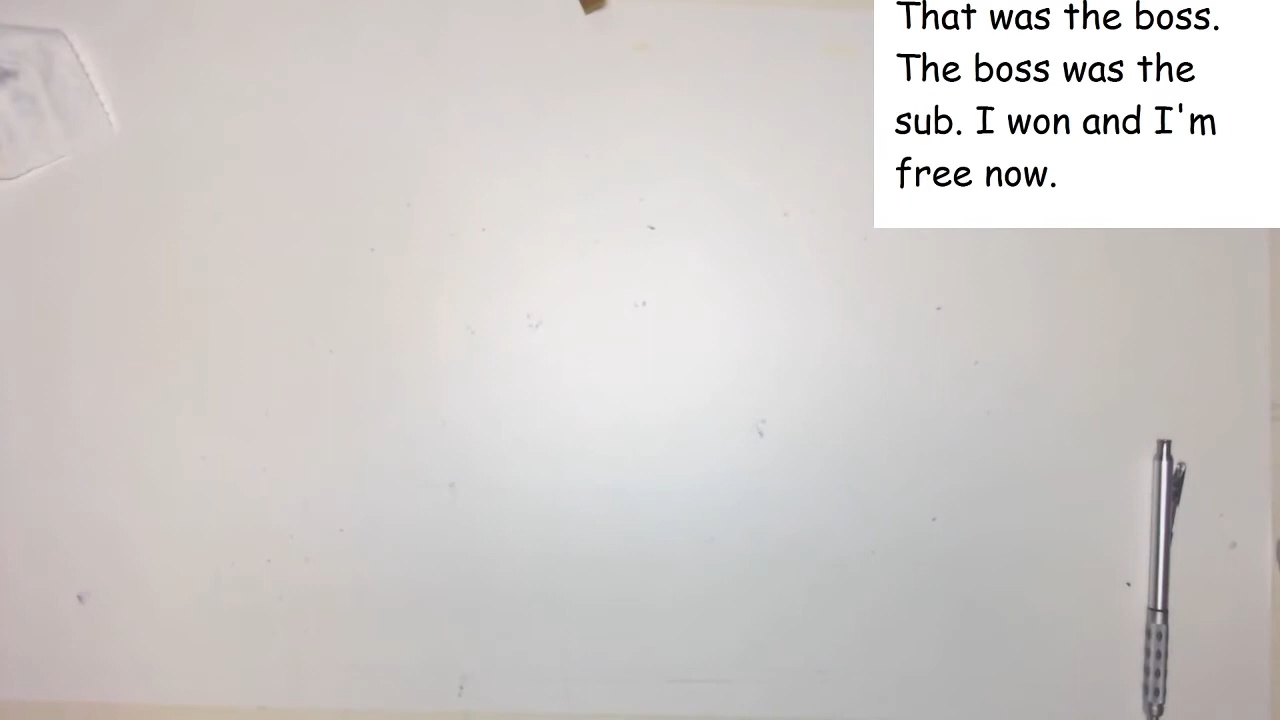 That was the boss.
The boss was the
sub. I won and I'm
free now.